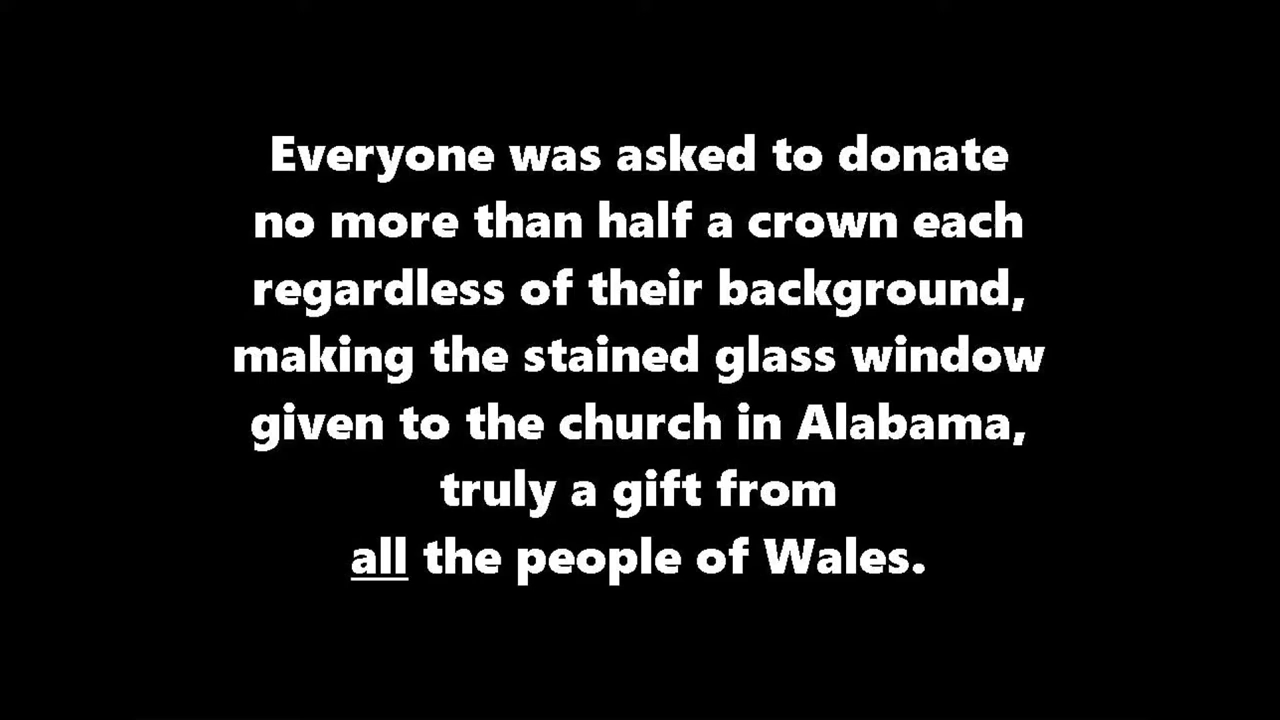 Everyone was asked to donate
no more than half a crown each
regardless of their background,
making the stained glass window
given to the church in Alabama,
truly a gift from
all the people of Wales.